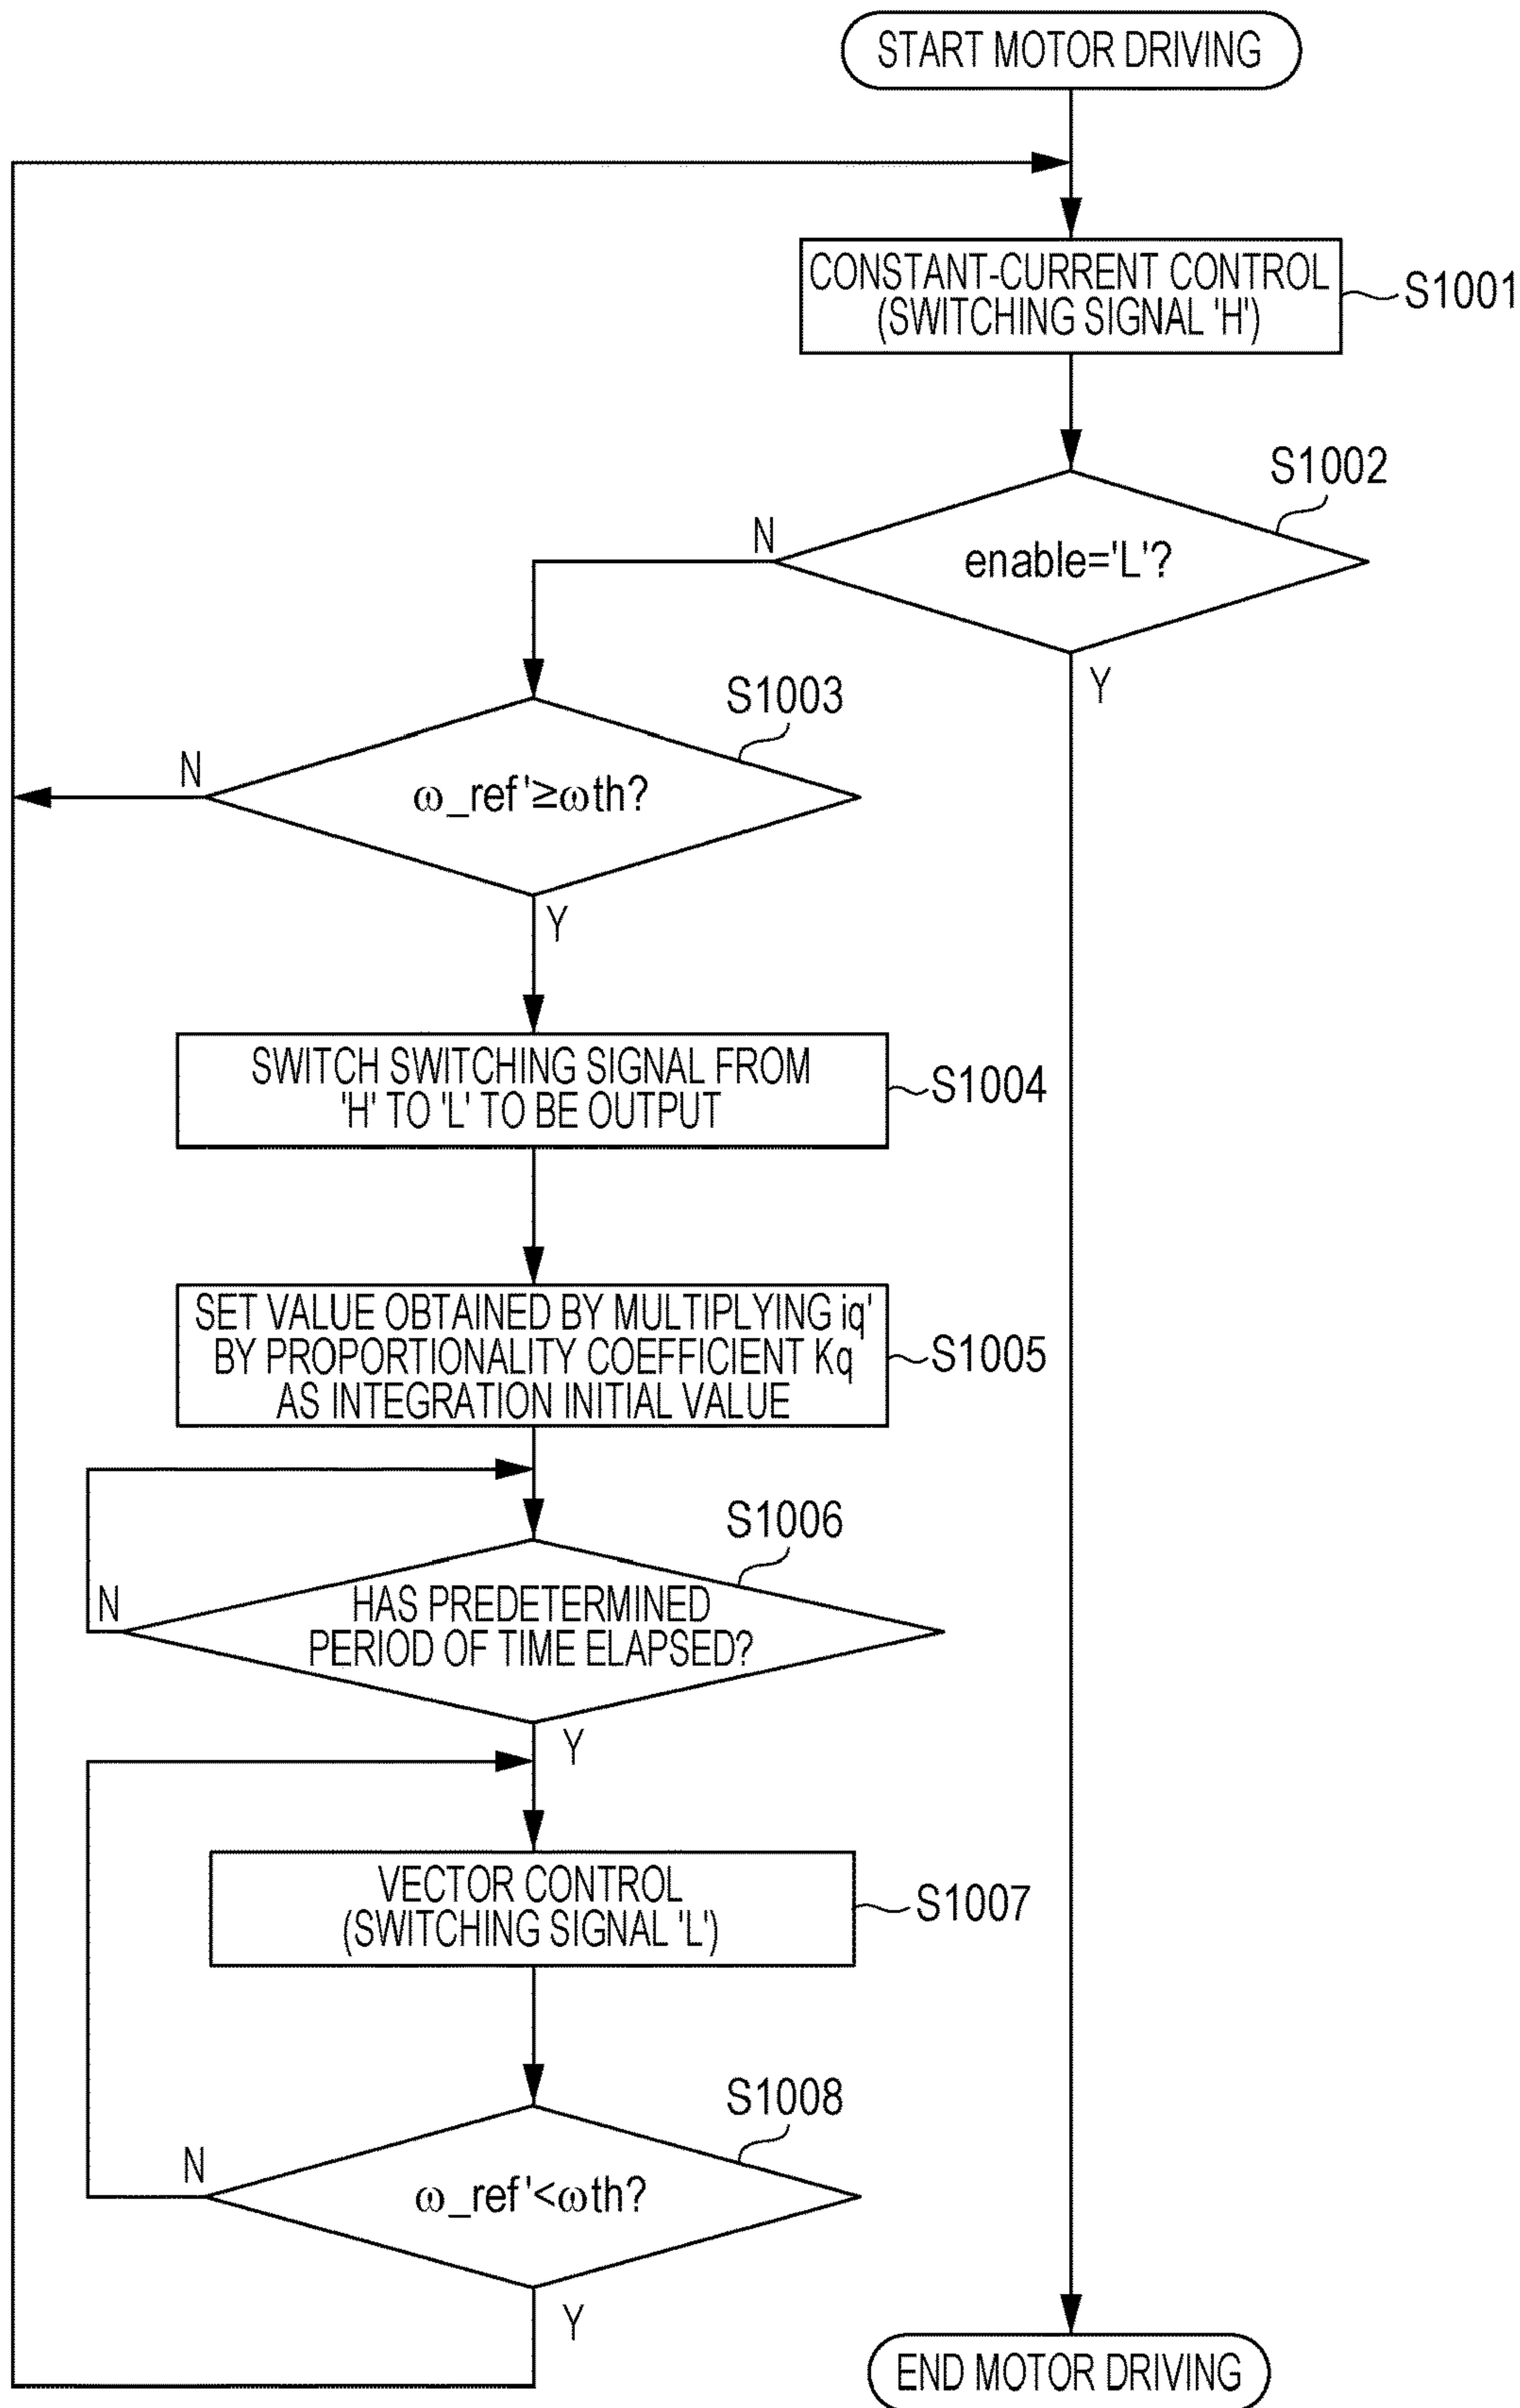 START MOTOR DRIVING
CONSTANT-CURRENT CONTROL
(SWITCHING SIGNAL 'H')
S1001
S1002
enable='L'?
N
Y
S1003
ω_ref'≥ωth?
N
Y
SWITCH SWITCHING SIGNAL FROM
'H' TO 'L' TO BE OUTPUT
S1004
SET VALUE OBTAINED BY MULTIPLYING iq'
BY PROPORTIONALITY COEFFICIENT Kq
AS INTEGRATION INITIAL VALUE
S1005
S1006
HAS PREDETERMINED
PERIOD OF TIME ELAPSED?
N
Y
VECTOR CONTROL
(SWITCHING SIGNAL 'L')
S1007
S1008
ω_ref'<ωth?
N
Y
END MOTOR DRIVING